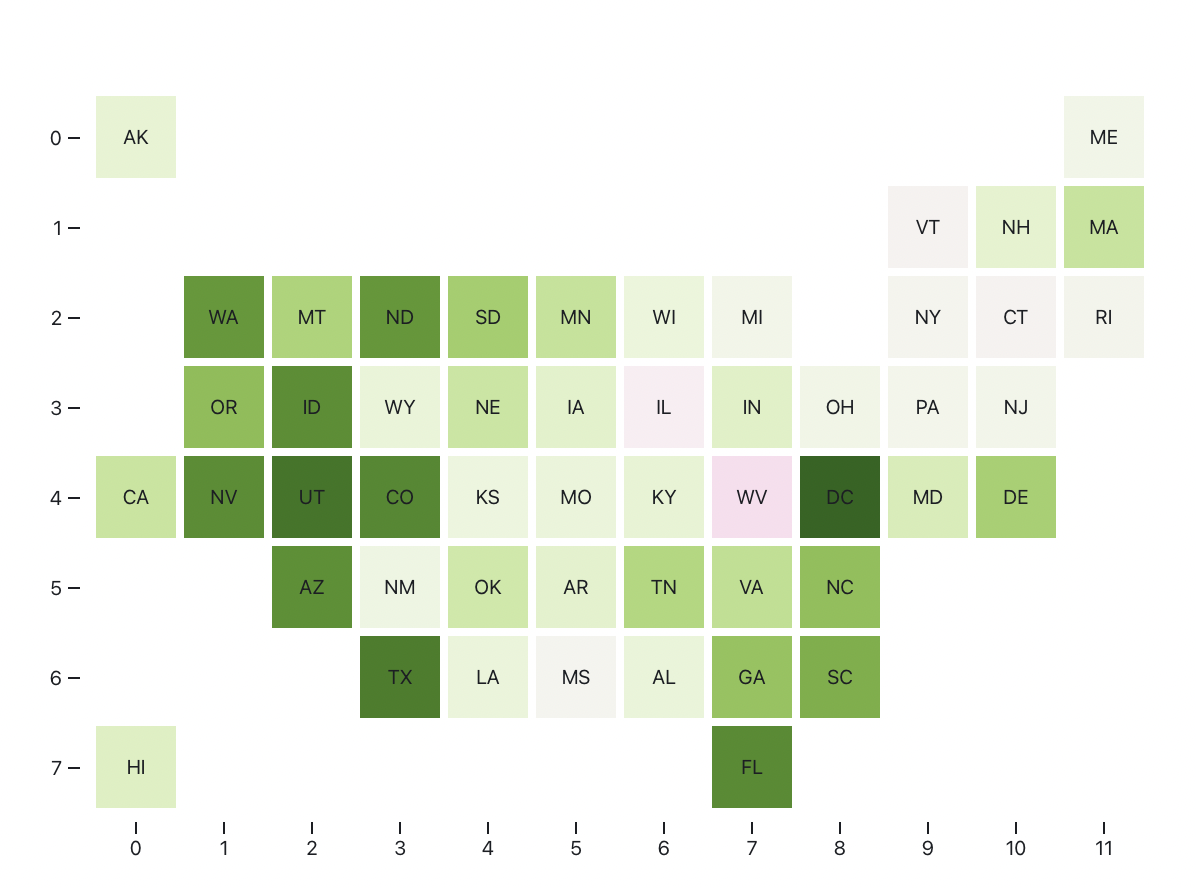 0 AK ME
1 VT NH MA
2 WA MT ND SD MN WI MI NY CT RI
3 OR ID WY NE IA IL IN OH PA NJ
4 CA NV UT CO KS MO KY WV DC MD DE
5 AZ NM OK AR TN VA NC
6 TX LA MS AL GA SC
7 HI FL
0 1 2 3 4 5 6 7 8 9 10 11